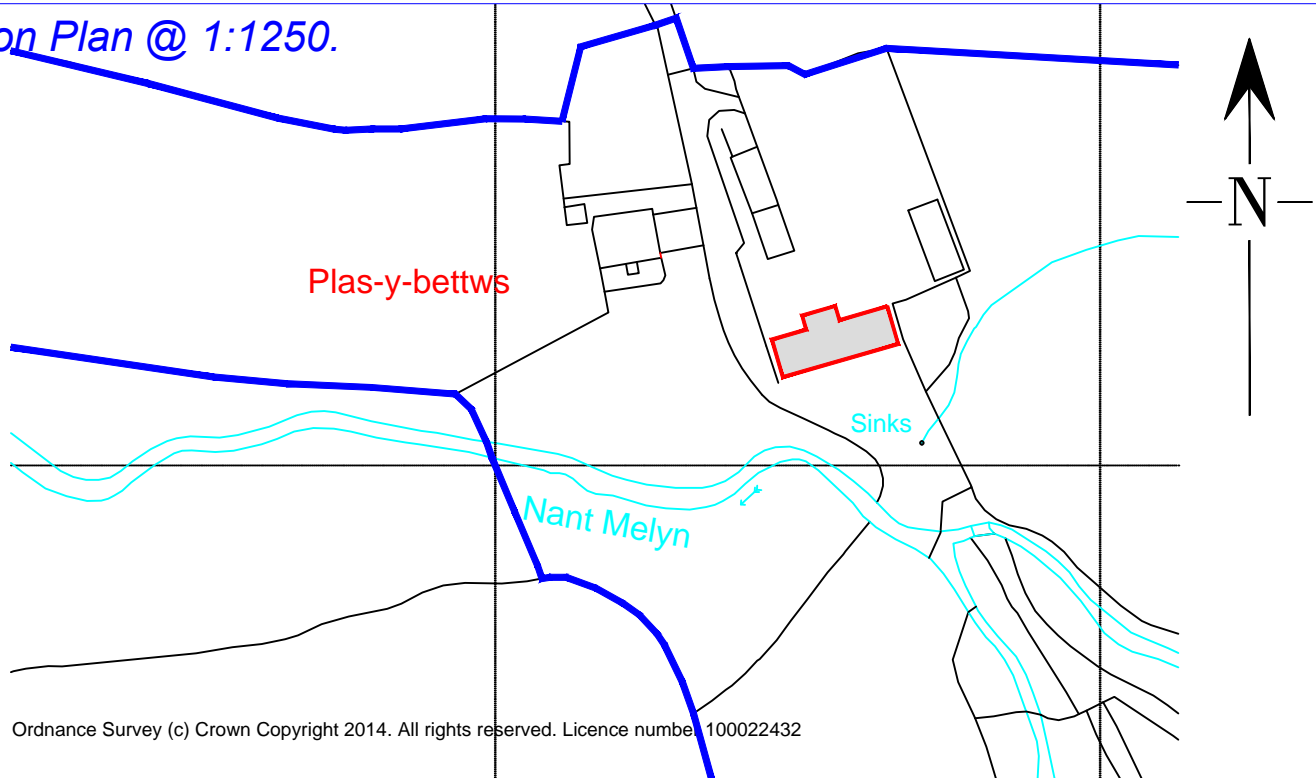 on Plan @ 1:1250.
N
Plas-y-bettws
Sinks
Nant Melyn
Ordnance Survey (c) Crown Copyright 2014. All rights reserved. Licence number 100022432